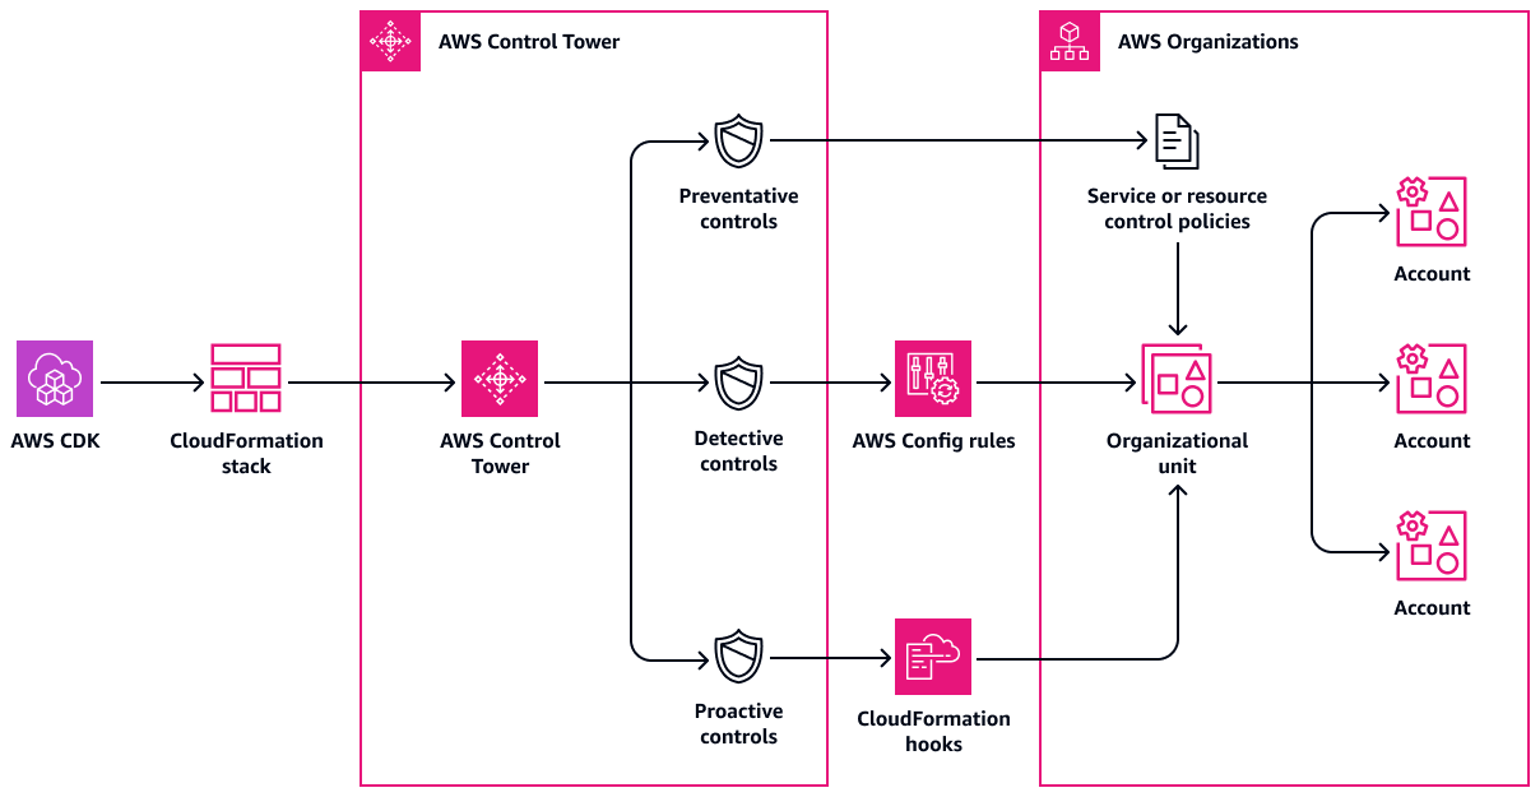 AWS Control Tower
AWS Organizations
Preventative
controls
Service or resource
control policies
Account
AWS CDK
CloudFormation
stack
AWS Control
Tower
Detective
controls
AWS Config rules
Organizational
unit
Account
Account
Proactive
controls
CloudFormation
hooks